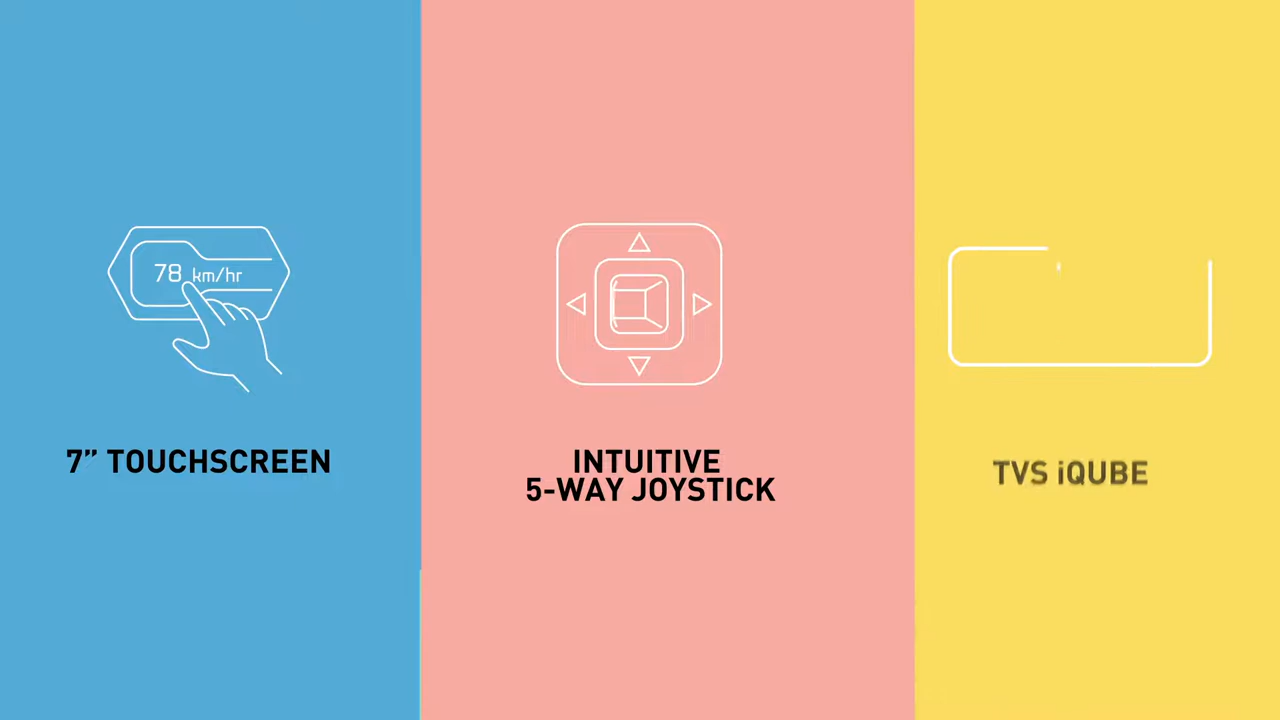 78 km/hr
7” TOUCHSCREEN
INTUITIVE
5-WAY JOYSTICK
TVS iQUBE